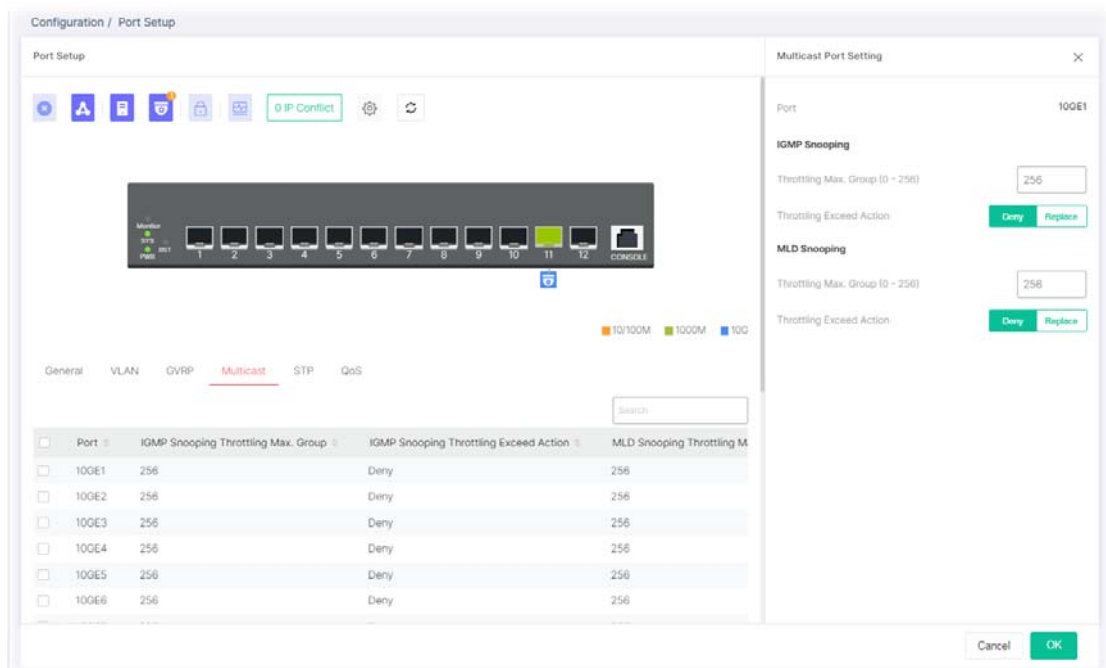 Configuration / Port Setup
Port Setup
0 IP Conflict
Monitor
SYS
PWR
RST
1 2 3 4 5 6 7 8 9 10 11 12 CONSOLE
10/100M 1000M 10G
General VLAN GVRP Multicast STP QoS
Search
Port IGMP Snooping Throttling Max. Group IGMP Snooping Throttling Exceed Action MLD Snooping Throttling M
10GE1 256 Deny 256
10GE2 256 Deny 256
10GE3 256 Deny 256
10GE4 256 Deny 256
10GE5 256 Deny 256
10GE6 256 Deny 256
Multicast Port Setting
Port 10GE1
IGMP Snooping
Throttling Max. Group (0 ~ 256) 256
Throttling Exceed Action Deny Replace
MLD Snooping
Throttling Max. Group (0 ~ 256) 256
Throttling Exceed Action Deny Replace
Cancel OK